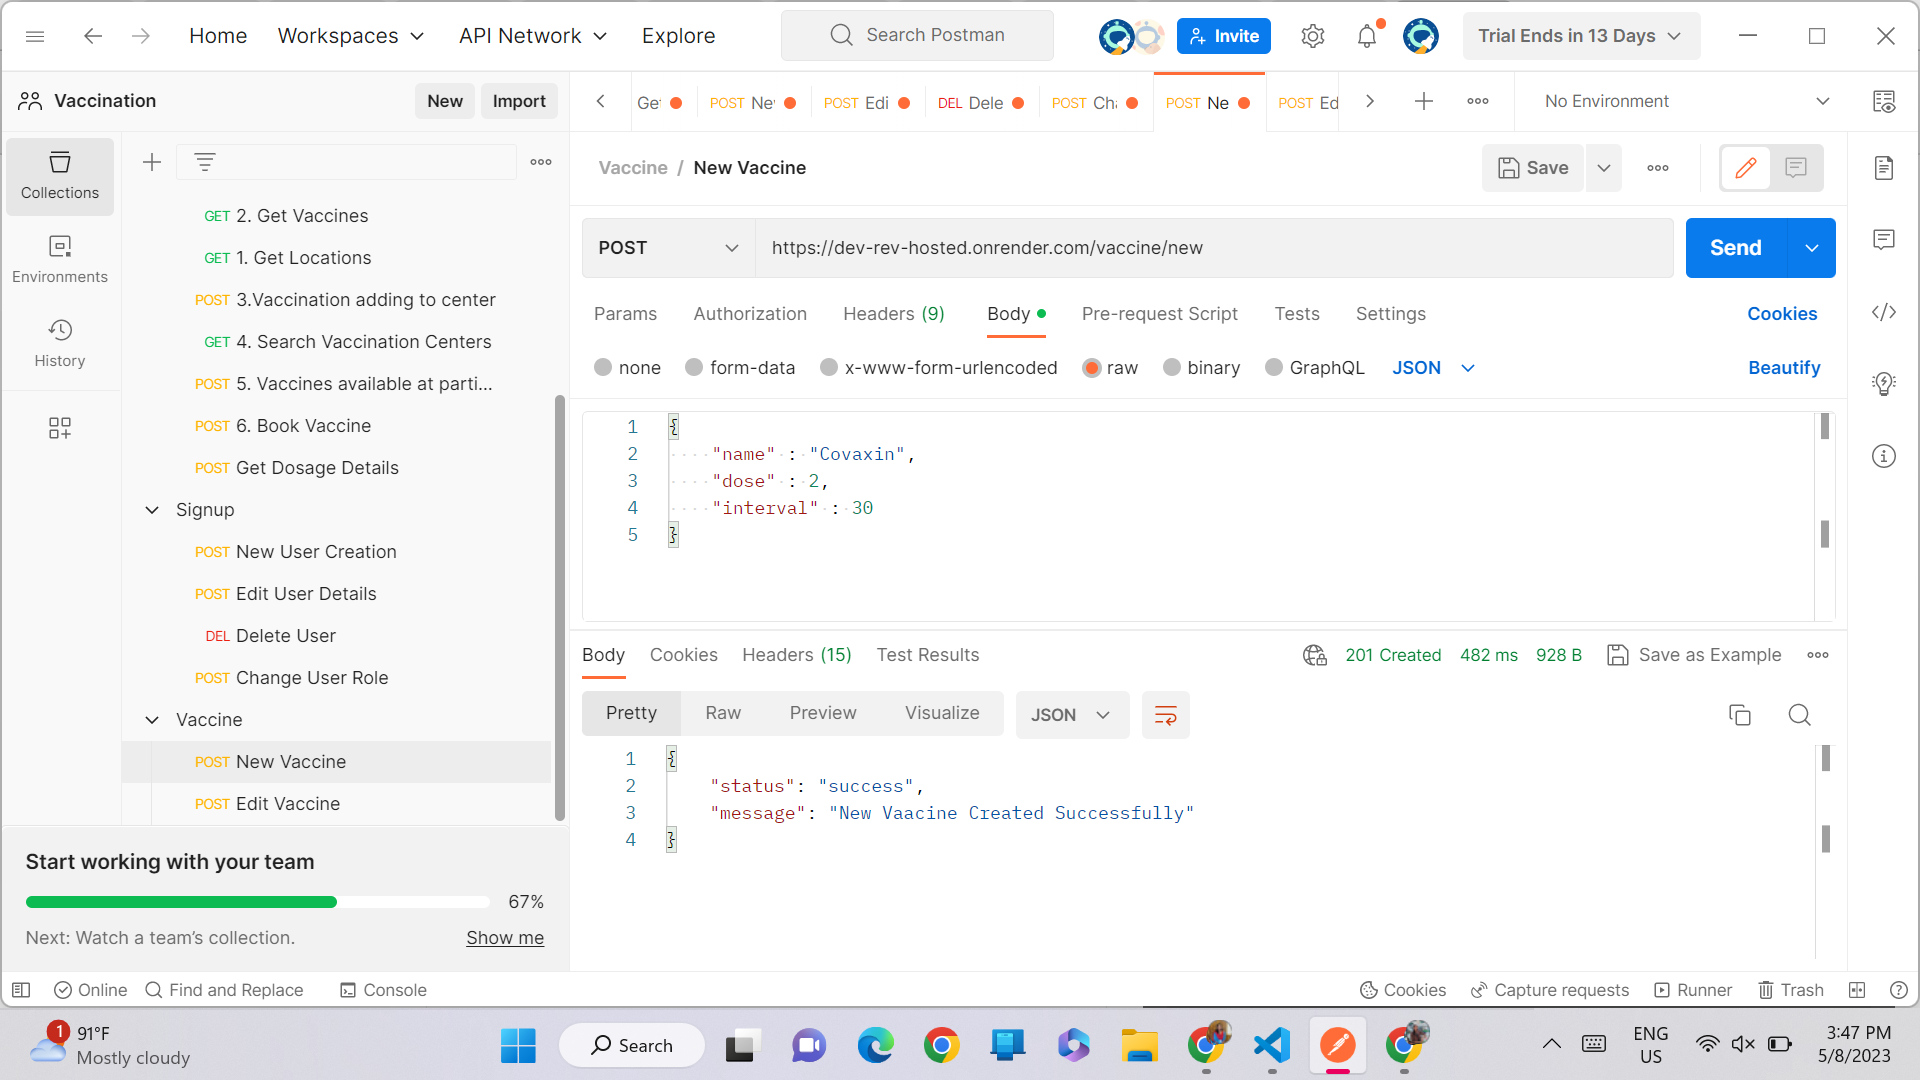 Home Workspaces API Network Explore Search Postman Invite Trial Ends in 13 Days
Vaccination New Import
Get POST Ne POST Edi DEL Dele POST Cha POST Ne POST Ed No Environment
Vaccine / New Vaccine Save
Collections
Environments
History
GET 2. Get Vaccines
GET 1. Get Locations
POST 3.Vaccination adding to center
GET 4. Search Vaccination Centers
POST 5. Vaccines available at parti...
POST 6. Book Vaccine
POST Get Dosage Details
Signup
POST New User Creation
POST Edit User Details
DEL Delete User
POST Change User Role
Vaccine
POST New Vaccine
POST Edit Vaccine
Start working with your team
67%
Next: Watch a team’s collection. Show me
POST https://dev-rev-hosted.onrender.com/vaccine/new Send
Params Authorization Headers (9) Body Pre-request Script Tests Settings Cookies
none form-data x-www-form-urlencoded raw binary GraphQL JSON Beautify
1 {
2 "name" : "Covaxin",
3 "dose" : 2,
4 "interval" : 30
5 }
Body Cookies Headers (15) Test Results 201 Created 482 ms 928 B Save as Example
Pretty Raw Preview Visualize JSON
1 {
2 "status": "success",
3 "message": "New Vaacine Created Successfully"
4 }
Online Find and Replace Console Cookies Capture requests Runner Trash
1 91°F
Mostly cloudy
Search
ENG
US
3:47 PM
5/8/2023